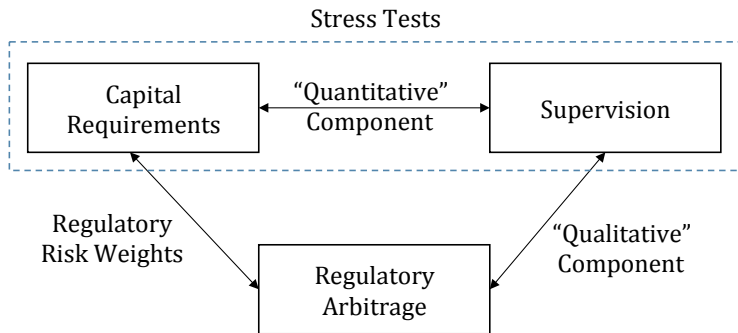 Stress Tests
Capital
Requirements
“Quantitative”
Component
Supervision
Regulatory
Risk Weights
“Qualitative”
Component
Regulatory
Arbitrage